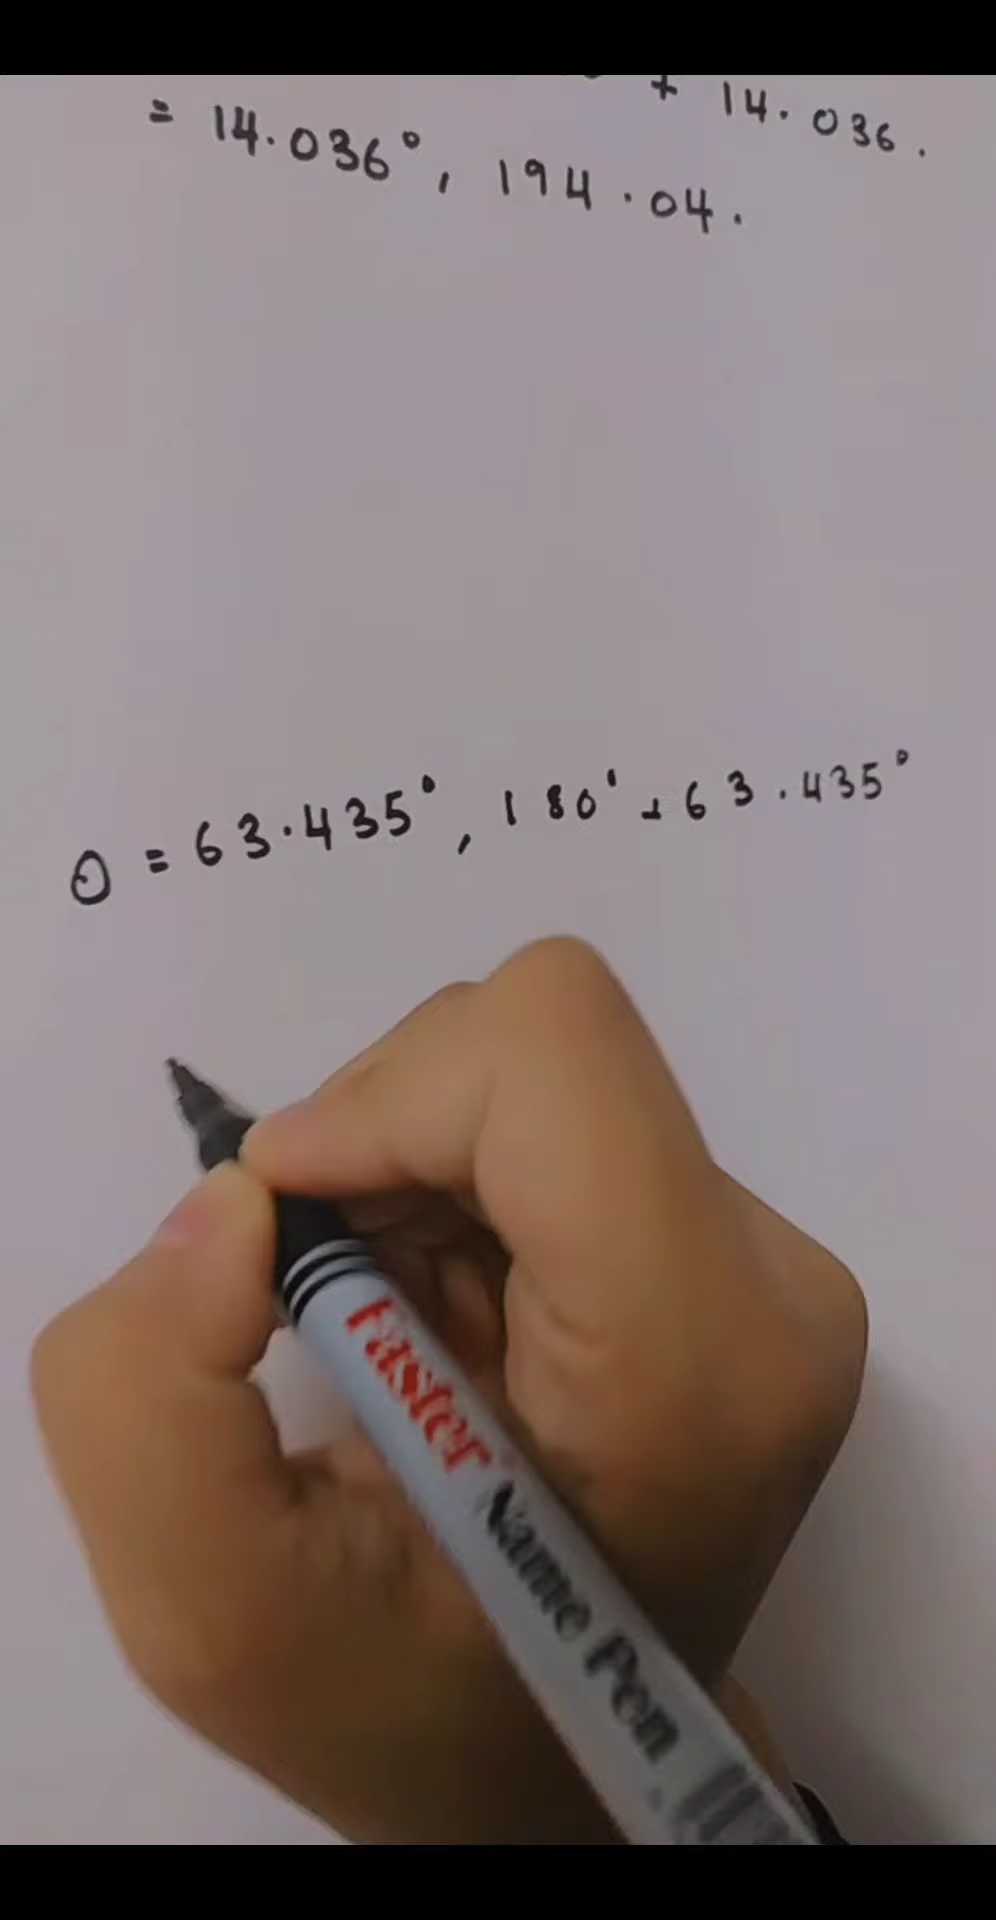 + 14.036.
= 14.036°, 194.04.
θ = 63.435°, 180° + 63.435°
Faster Name Pen